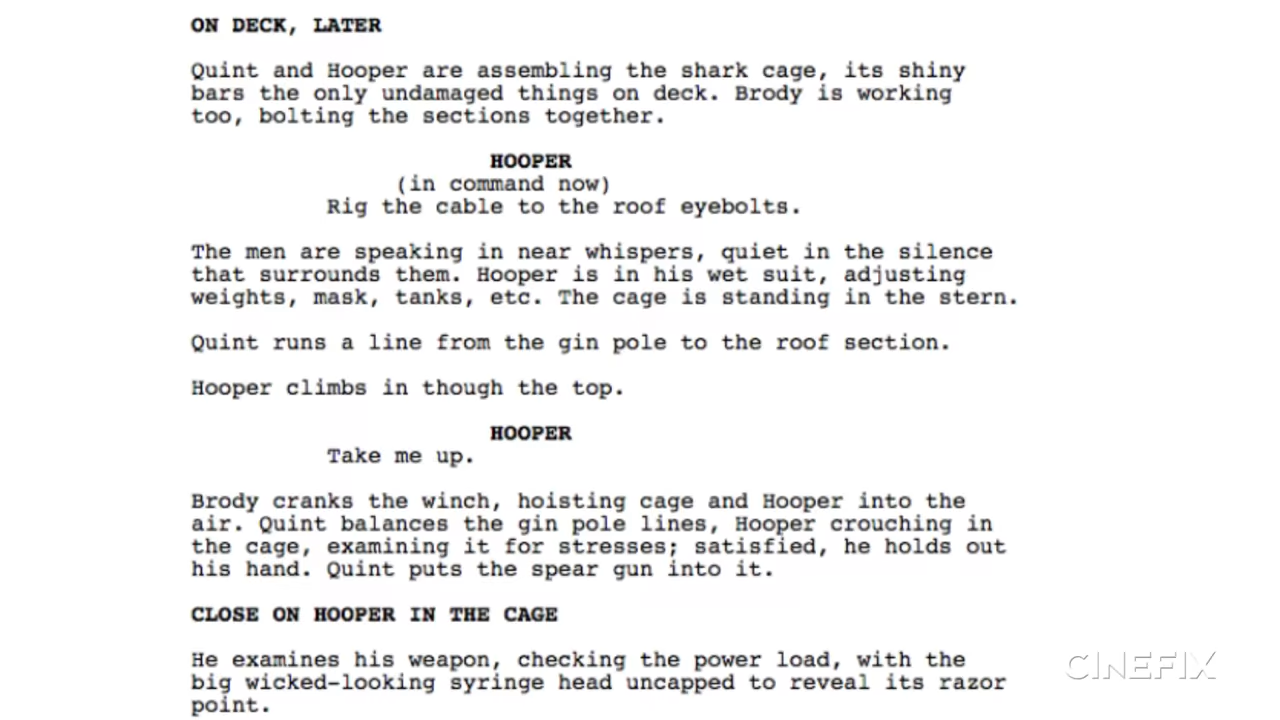 ON DECK, LATER
Quint and Hooper are assembling the shark cage, its shiny
bars the only undamaged things on deck. Brody is working
too, bolting the sections together.
HOOPER
(in command now)
Rig the cable to the roof eyebolts.
The men are speaking in near whispers, quiet in the silence
that surrounds them. Hooper is in his wet suit, adjusting
weights, mask, tanks, etc. The cage is standing in the stern.
Quint runs a line from the gin pole to the roof section.
Hooper climbs in though the top.
HOOPER
Take me up.
Brody cranks the winch, hoisting cage and Hooper into the
air. Quint balances the gin pole lines, Hooper crouching in
the cage, examining it for stresses; satisfied, he holds out
his hand. Quint puts the spear gun into it.
CLOSE ON HOOPER IN THE CAGE
He examines his weapon, checking the power load, with the
big wicked-looking syringe head uncapped to reveal its razor
point.
CINEFIX